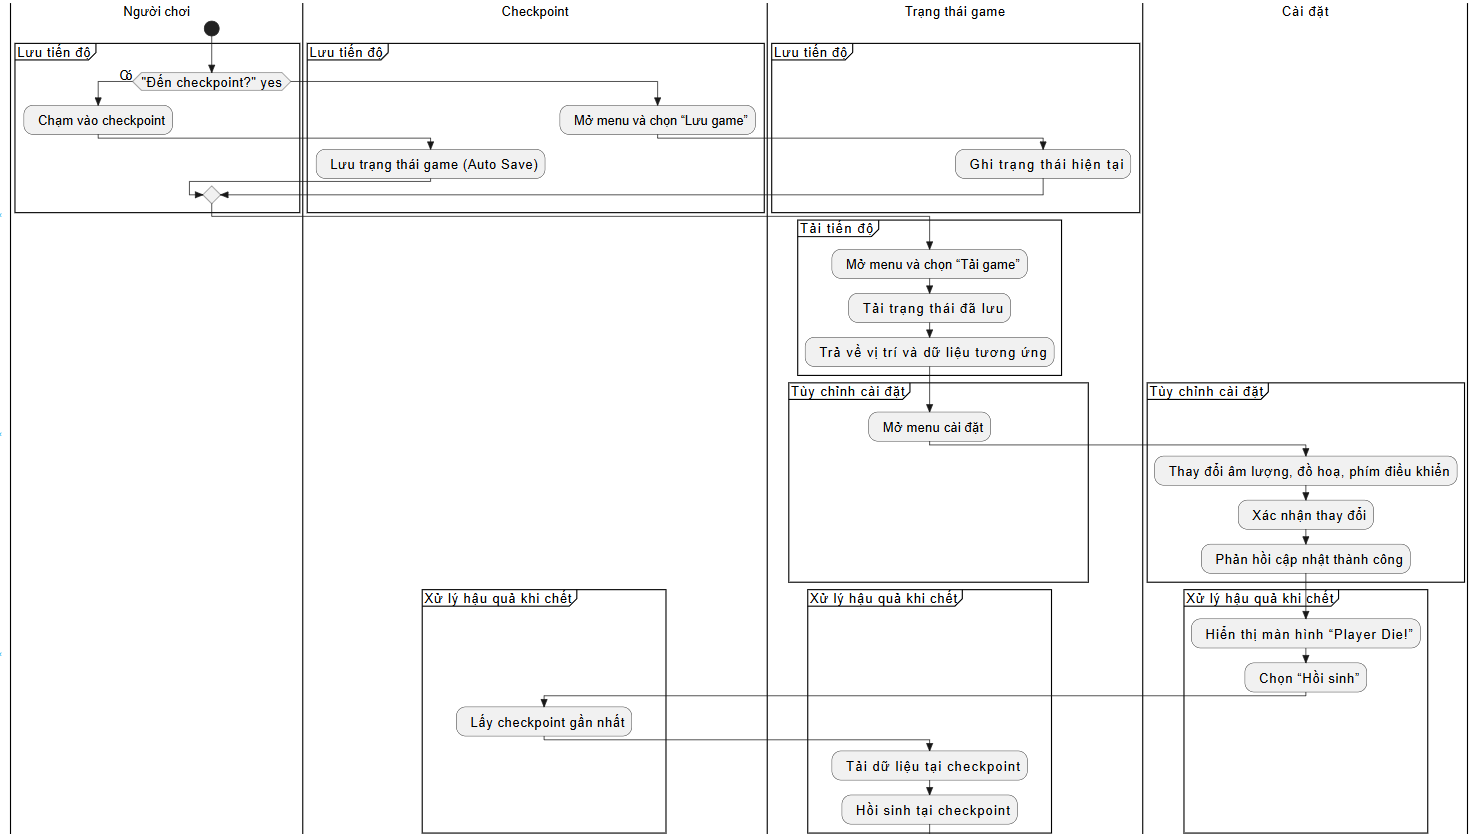 Người chơi
Checkpoint
Trạng thái game
Cài đặt
Lưu tiến độ
Lưu tiến độ
Lưu tiến độ
Có
"Đến checkpoint?" yes
Chạm vào checkpoint
Mở menu và chọn “Lưu game”
Lưu trạng thái game (Auto Save)
Ghi trạng thái hiện tại
Tải tiến độ
Mở menu và chọn “Tải game”
Tải trạng thái đã lưu
Trả về vị trí và dữ liệu tương ứng
Tùy chỉnh cài đặt
Tùy chỉnh cài đặt
Mở menu cài đặt
Thay đổi âm lượng, đồ hoạ, phím điều khiển
Xác nhận thay đổi
Phản hồi cập nhật thành công
Xử lý hậu quả khi chết
Xử lý hậu quả khi chết
Xử lý hậu quả khi chết
Hiển thị màn hình “Player Die!”
Chọn “Hồi sinh”
Lấy checkpoint gần nhất
Tải dữ liệu tại checkpoint
Hồi sinh tại checkpoint